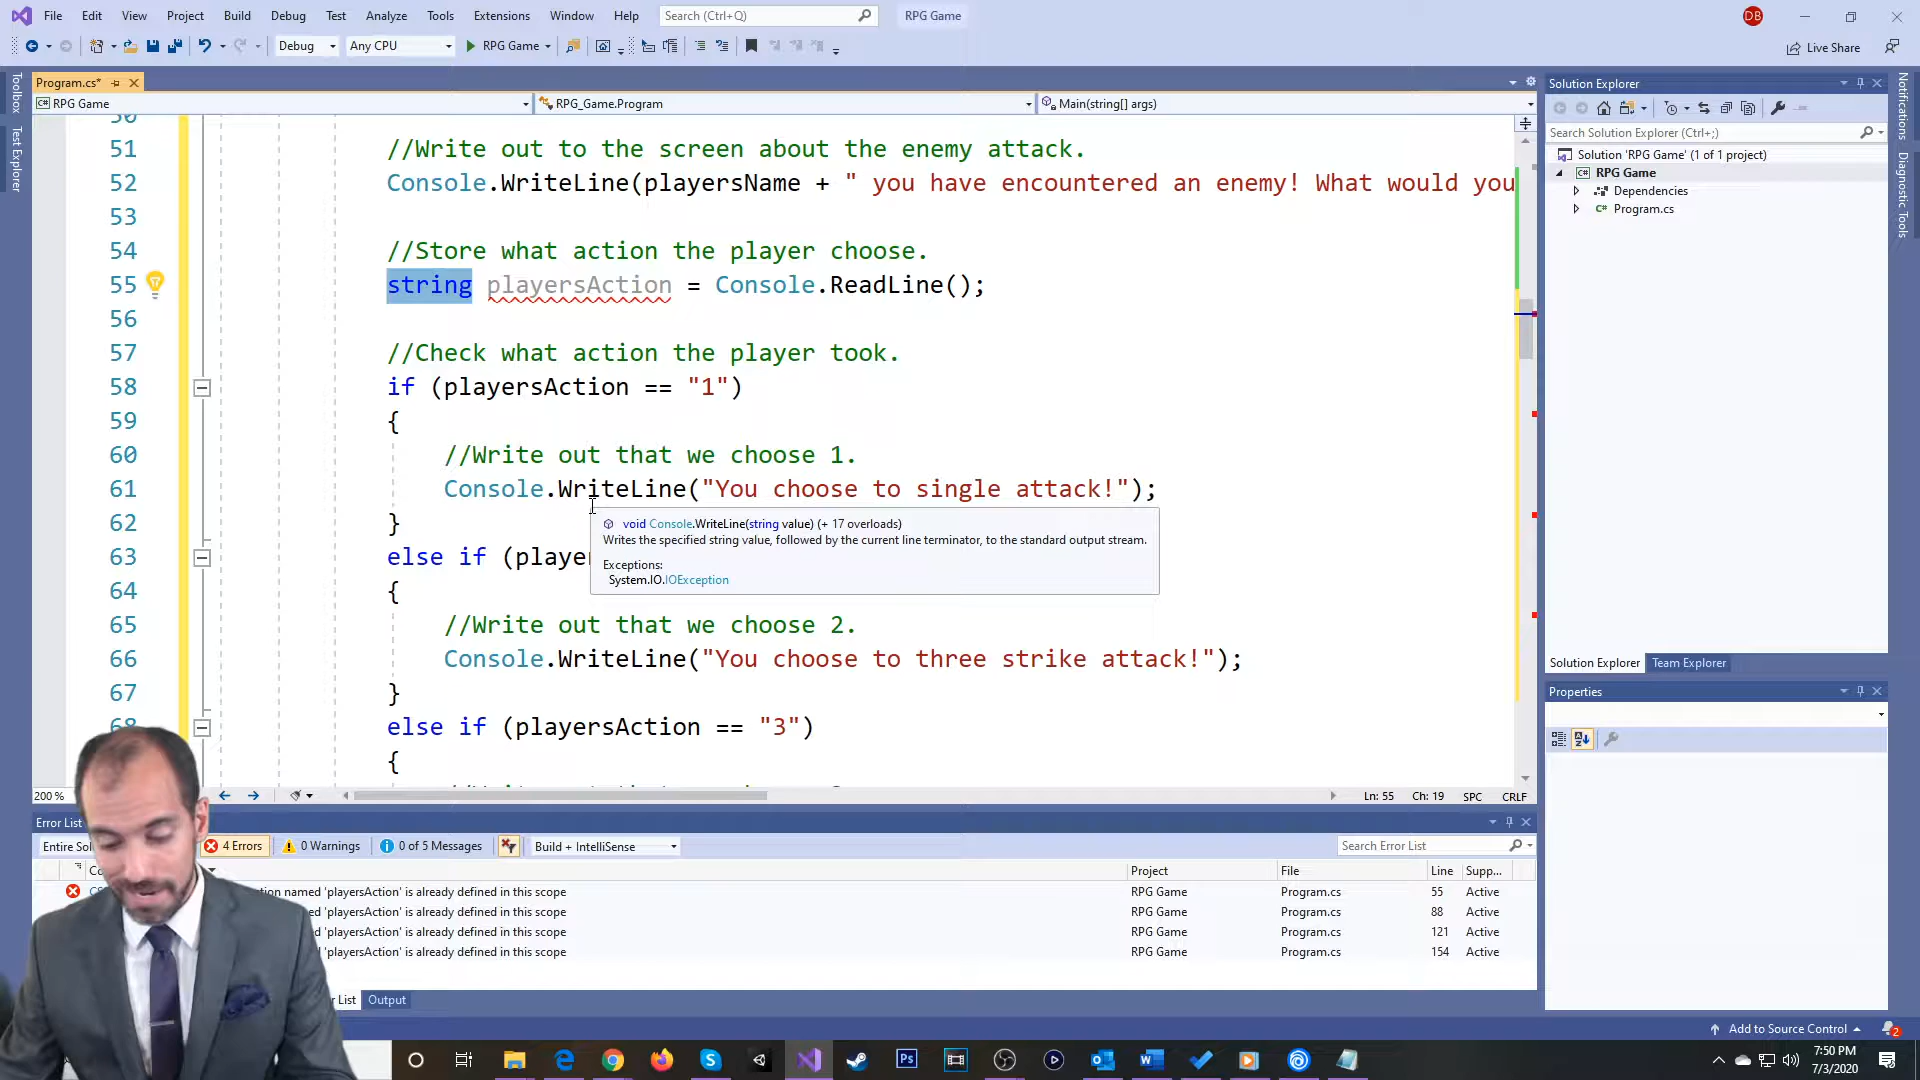 File Edit View Project Build Debug Test Analyze Tools Extensions Window Help Search (Ctrl+Q) RPG Game DB
Debug Any CPU RPG Game Live Share
Program.cs*
RPG Game RPG_Game.Program Main(string[] args)
Toolbox
Test Explorer
51 //Write out to the screen about the enemy attack.
52 Console.WriteLine(playersName + " you have encountered an enemy! What would you
53
54 //Store what action the player choose.
55 string playersAction = Console.ReadLine();
56
57 //Check what action the player took.
58 if (playersAction == "1")
59 {
60 //Write out that we choose 1.
61 Console.WriteLine("You choose to single attack!");
62 }
63 else if (player
64 {
65 //Write out that we choose 2.
66 Console.WriteLine("You choose to three strike attack!");
67 }
68 else if (playersAction == "3")
{
void Console.WriteLine(string value) (+ 17 overloads)
Writes the specified string value, followed by the current line terminator, to the standard output stream.
Exceptions:
System.IO.IOException
200 %
Ln: 55 Ch: 19 SPC CRLF
Error List
Entire Sol 4 Errors 0 Warnings 0 of 5 Messages Build + IntelliSense Search Error List
Project File Line Supp...
named 'playersAction' is already defined in this scope RPG Game Program.cs 55 Active
'playersAction' is already defined in this scope RPG Game Program.cs 88 Active
'playersAction' is already defined in this scope RPG Game Program.cs 121 Active
'playersAction' is already defined in this scope RPG Game Program.cs 154 Active
List Output
Solution Explorer
Search Solution Explorer (Ctrl+;)
Solution 'RPG Game' (1 of 1 project)
RPG Game
Dependencies
C# Program.cs
Solution Explorer Team Explorer
Properties
Notifications
Diagnostic Tools
Add to Source Control 2
Ps
7:50 PM
7/3/2020